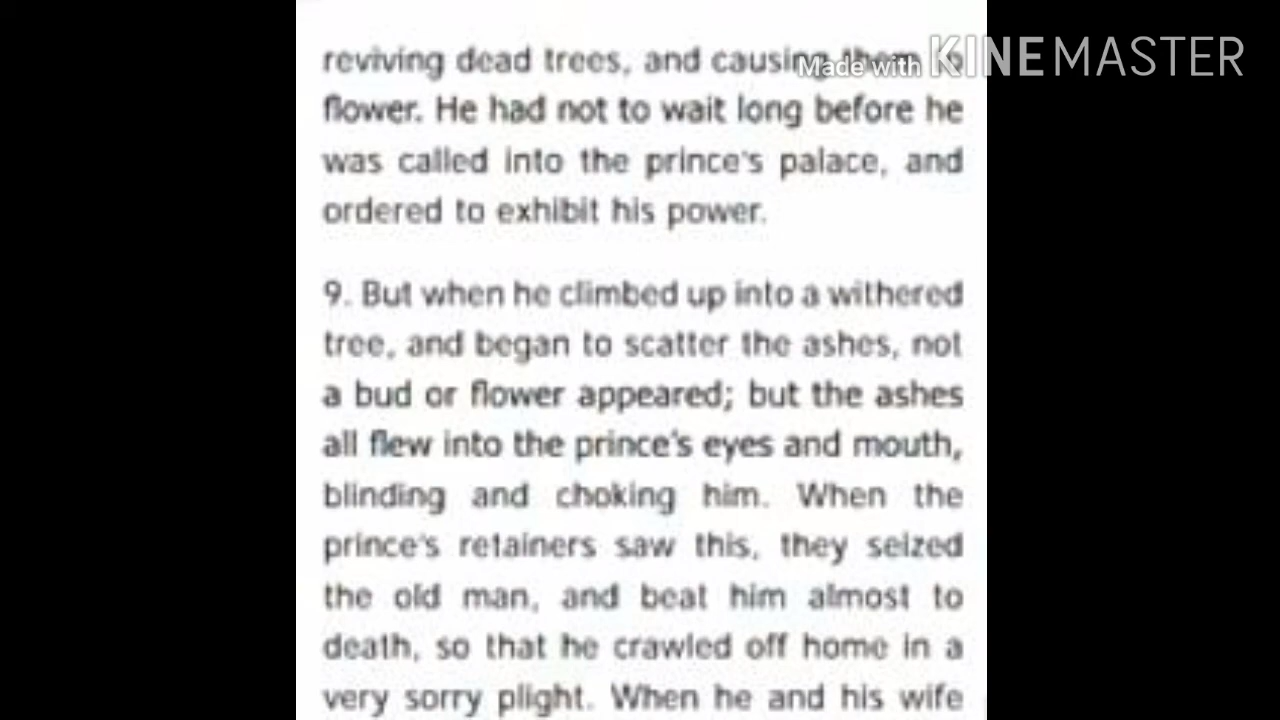 reviving dead trees, and causing them to
Made with KINEMASTER
flower. He had not to wait long before he
was called into the prince's palace, and
ordered to exhibit his power.
9. But when he climbed up into a withered
tree, and began to scatter the ashes, not
a bud or flower appeared; but the ashes
all flew into the prince's eyes and mouth,
blinding and choking him. When the
prince's retainers saw this, they seized
the old man, and beat him almost to
death, so that he crawled off home in a
very sorry plight. When he and his wife